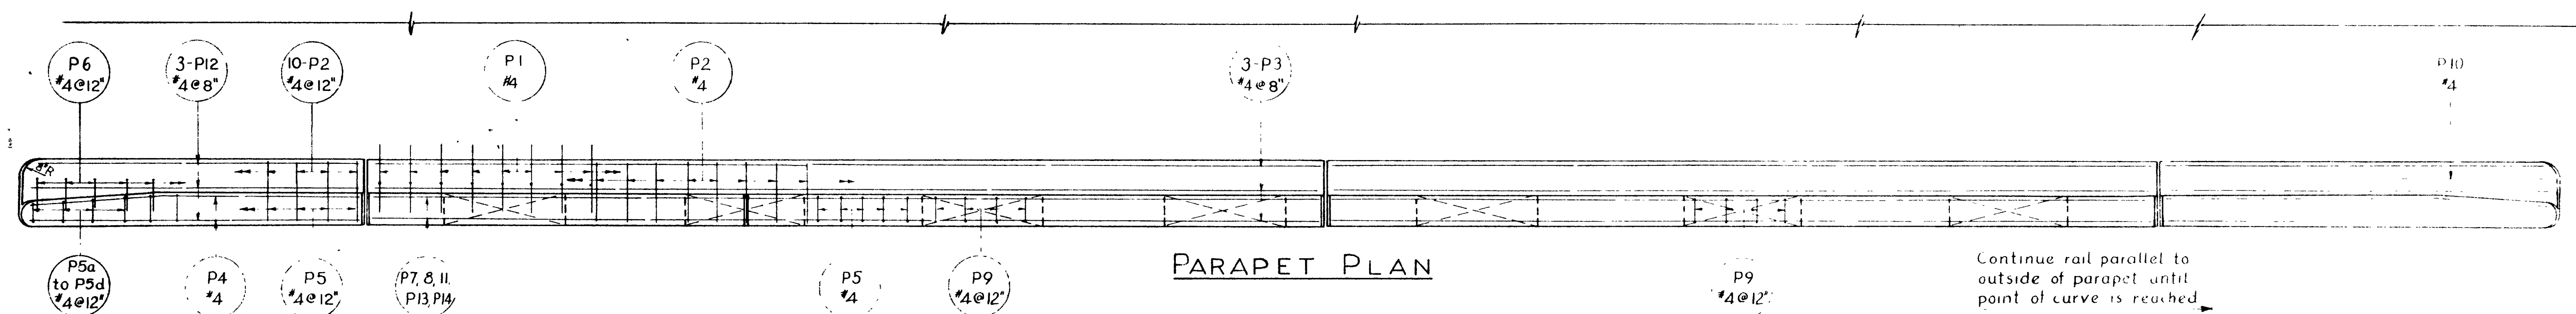 P6
#4@12"
3-P12
#4@8"
10-P2
#4@12"
P1
#4
P2
#4
3-P3
#4@8"
P10
#4
8"R
P5a
to P5d
#4@12"
P4
#4
P5
#4@12"
P7, 8, 11,
P13, P14
P5
#4
P9
#4@12"
PARAPET PLAN
P9
#4@12"
Continue rail parallel to
outside of parapet until
point of curve is reached